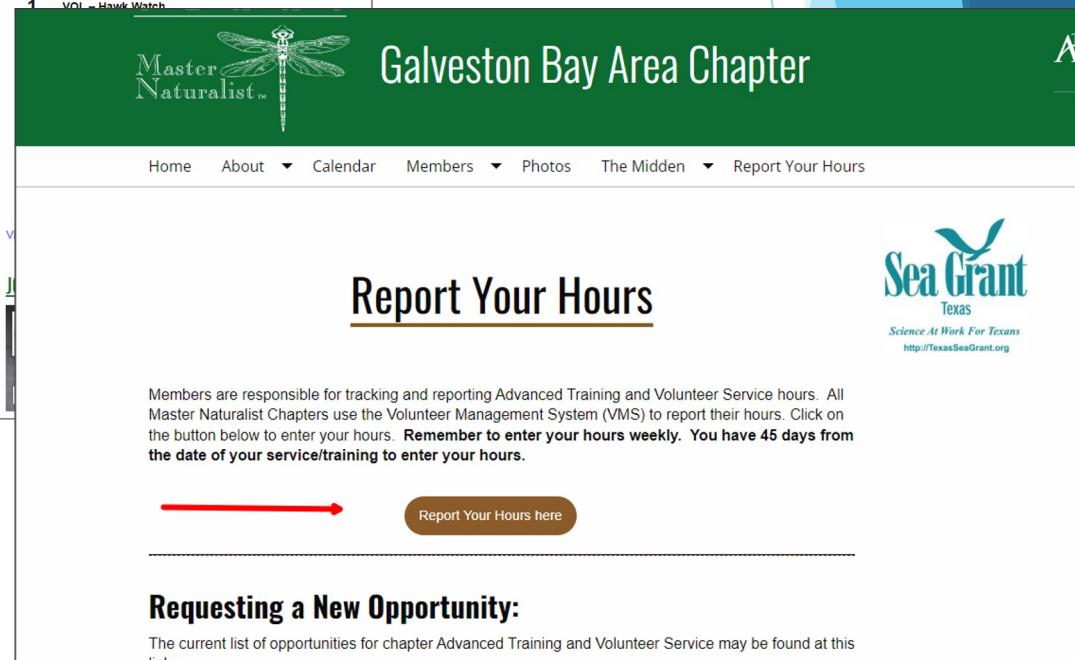 1 VOL – Hawk Watch
Master
Naturalist™
Galveston Bay Area Chapter
Home About Calendar Members Photos The Midden Report Your Hours
Sea Grant
Texas
Science At Work For Texans
http://TexasSeaGrant.org
Report Your Hours
Members are responsible for tracking and reporting Advanced Training and Volunteer Service hours. All
Master Naturalist Chapters use the Volunteer Management System (VMS) to report their hours. Click on
the button below to enter your hours. Remember to enter your hours weekly. You have 45 days from
the date of your service/training to enter your hours.
Report Your Hours here
Requesting a New Opportunity:
The current list of opportunities for chapter Advanced Training and Volunteer Service may be found at this